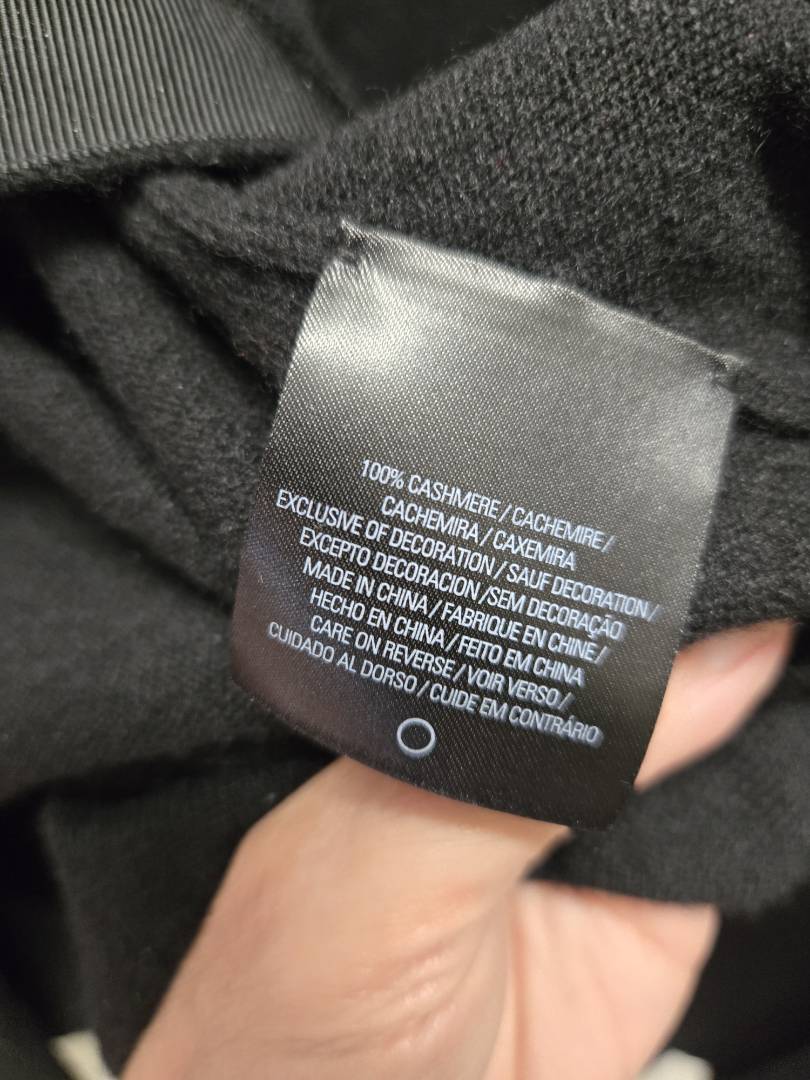 100% CASHMERE / CACHEMIRE /
CACHEMIRA / CAXEMIRA
EXCLUSIVE OF DECORATION / SAUF DECORATION /
EXCEPTO DECORACION / SEM DECORAÇÃO
MADE IN CHINA / FABRIQUE EN CHINE /
HECHO EN CHINA / FEITO EM CHINA
CARE ON REVERSE / VOIR VERSO /
CUIDADO AL DORSO / CUIDE EM CONTRÁRIO